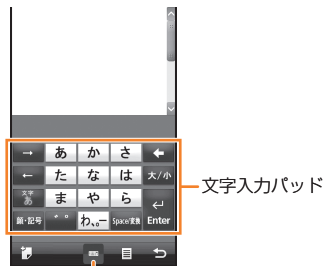 → あ か さ ←
← た な は 大/小
文字 あ ま や ら
文字入力パッド
顔・記号 ゛゜ わ、。ー Space/変換 Enter